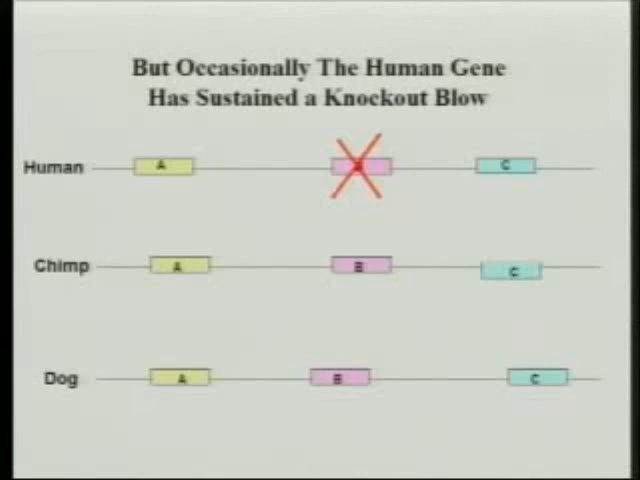 But Occasionally The Human Gene
Has Sustained a Knockout Blow
Human A B C
Chimp A B C
Dog A B C